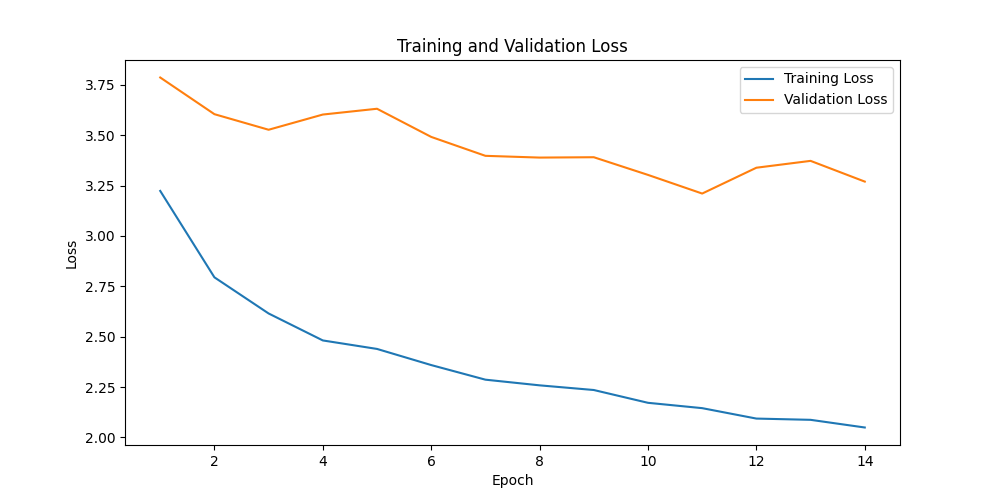 Training and Validation Loss
Training Loss
Validation Loss
3.75
3.50
3.25
3.00
2.75
2.50
2.25
2.00
Loss
2 4 6 8 10 12 14
Epoch